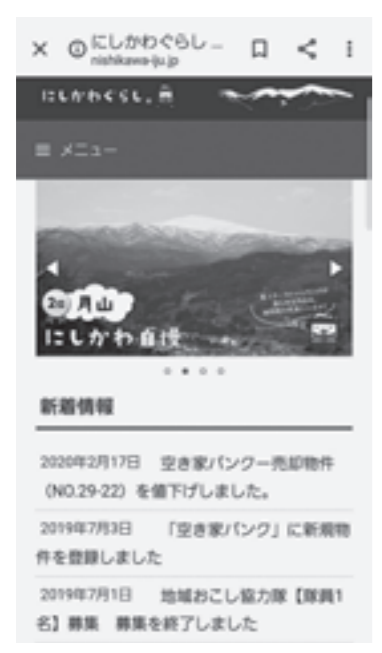 にしかわぐらし –
nishikawa-iju.jp
にしかわぐらし。
メニュー
月山
にしかわ自慢
新着情報
2020年2月17日 空き家バンク－売却物件
（NO.29-22）を値下げしました。
2019年7月3日 「空き家バンク」に新規物
件を登録しました
2019年7月1日 地域おこし協力隊【隊員1
名】募集 募集を終了しました